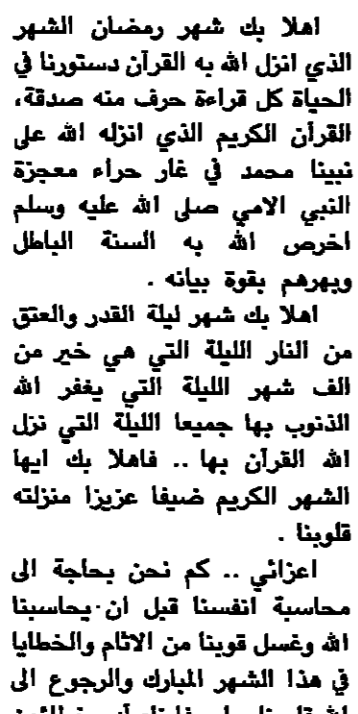 اهلا بك شهر رمضان الشهر
الذي انزل الله به القرآن دستورنا في
الحياة كل قراءة حرف منه صدقة،
القرآن الكريم الذي انزله الله على
نبينا محمد في غار حراء معجزة
النبي الامي صلى الله عليه وسلم
اخرص الله به السنة الباطل
وبهرهم بقوة بيانه .
اهلا بك شهر ليلة القدر والعتق
من النار الليلة التي هي خير من
الف شهر الليلة التي يغفر الله
الذنوب بها جميعا الليلة التي نزل
الله القرآن بها .. فاهلا بك ايها
الشهر الكريم ضيفا عزيزا منزلته
قلوبنا .
اعزائي .. كم نحن بحاجة الى
محاسبة انفسنا قبل ان يحاسبنا
الله وغسل قوبنا من الاثام والخطايا
في هذا الشهر المبارك والرجوع الى